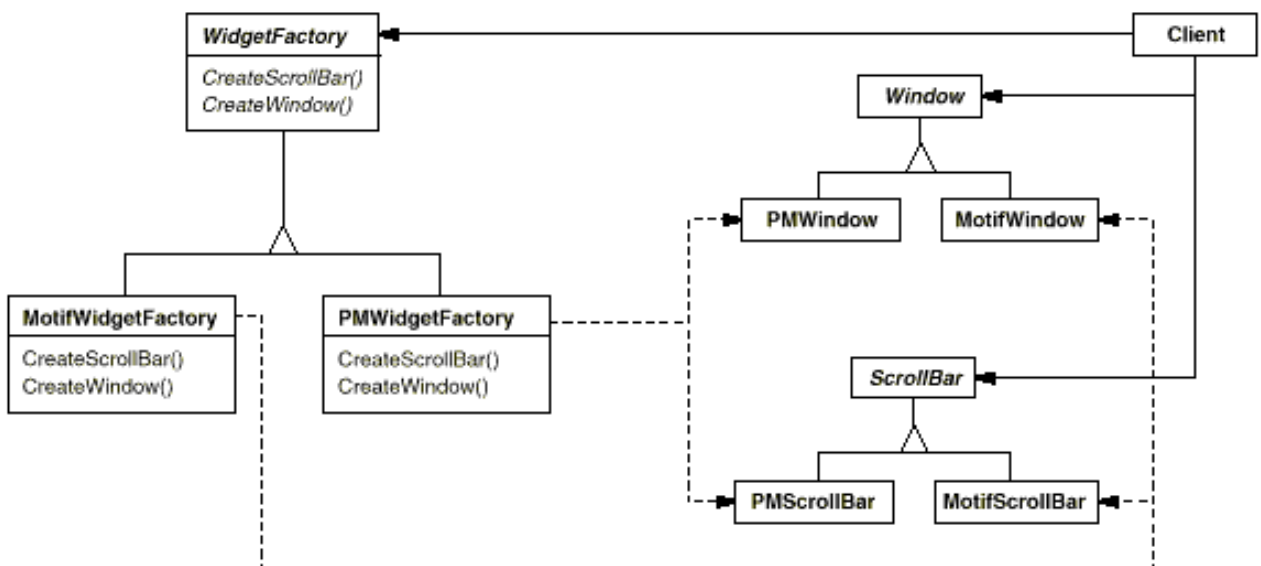 WidgetFactory
CreateScrollBar()
CreateWindow()
Client
Window
PMWindow
MotifWindow
MotifWidgetFactory
CreateScrollBar()
CreateWindow()
PMWidgetFactory
CreateScrollBar()
CreateWindow()
ScrollBar
PMScrollBar
MotifScrollBar